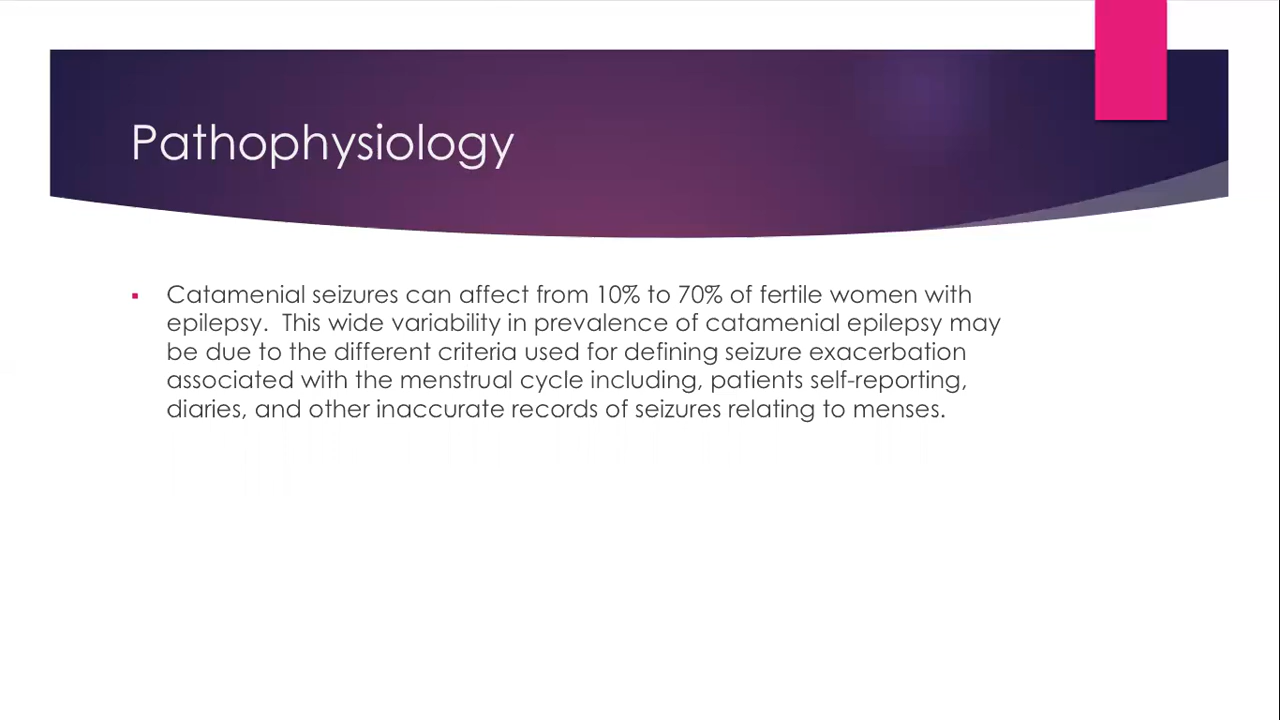 Pathophysiology
Catamenial seizures can affect from 10% to 70% of fertile women with
epilepsy.  This wide variability in prevalence of catamenial epilepsy may
be due to the different criteria used for defining seizure exacerbation
associated with the menstrual cycle including, patients self-reporting,
diaries, and other inaccurate records of seizures relating to menses.